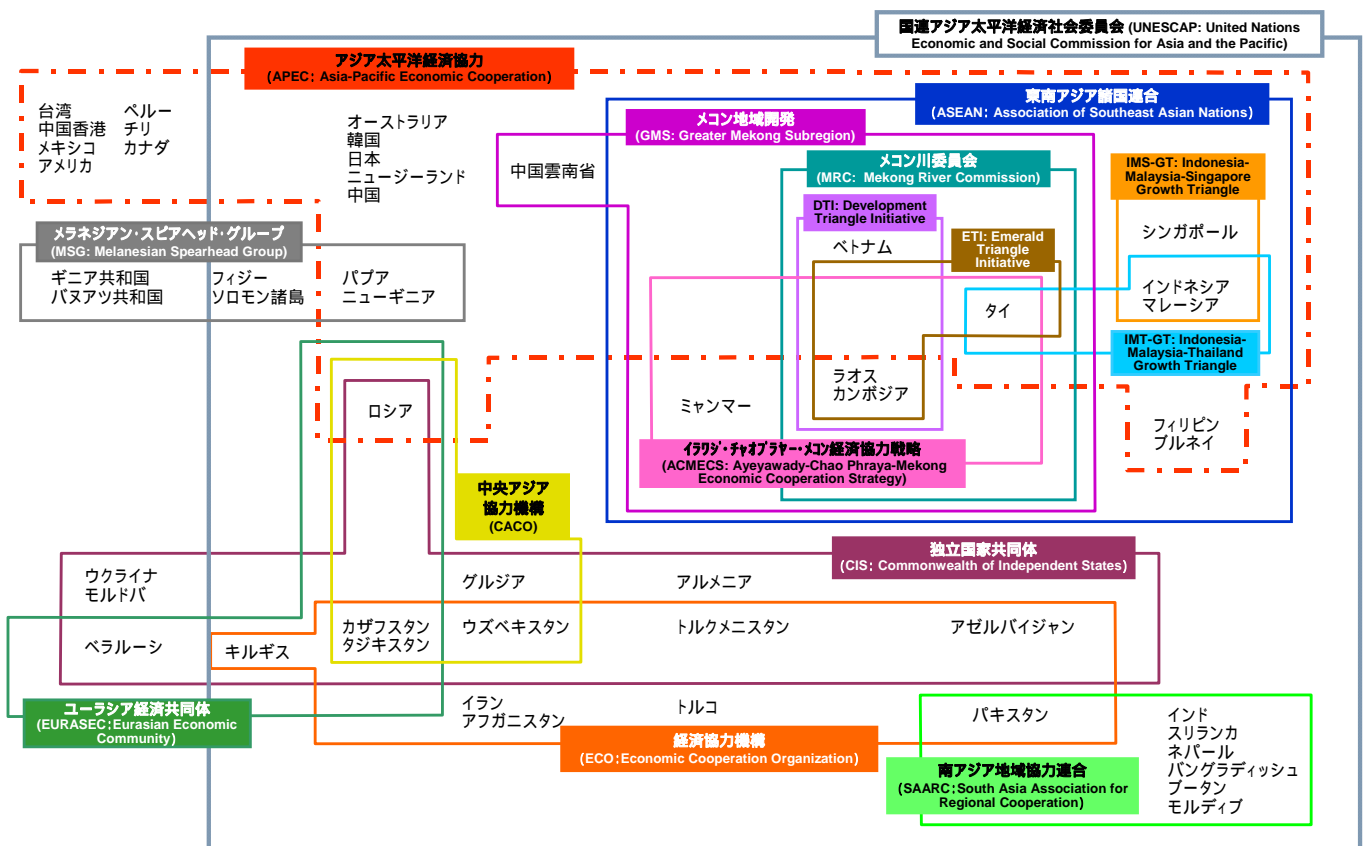 国連アジア太平洋経済社会委員会 (UNESCAP: United Nations
Economic and Social Commission for Asia and the Pacific)
アジア太平洋経済協力
(APEC: Asia-Pacific Economic Cooperation)
台湾
中国香港
メキシコ
アメリカ
ペルー
チリ
カナダ
オーストラリア
韓国
日本
ニュージーランド
中国
東南アジア諸国連合
(ASEAN: Association of Southeast Asian Nations)
メコン地域開発
(GMS: Greater Mekong Subregion)
中国雲南省
メコン川委員会
(MRC: Mekong River Commission)
IMS-GT: Indonesia-
Malaysia-Singapore
Growth Triangle
DTI: Development
Triangle Initiative
ベトナム
ETI: Emerald
Triangle
Initiative
シンガポール
メラネジアン・スピアヘッド・グループ
(MSG: Melanesian Spearhead Group)
ギニア共和国
バヌアツ共和国
フィジー
ソロモン諸島
パプア
ニューギニア
タイ
インドネシア
マレーシア
IMT-GT: Indonesia-
Malaysia-Thailand
Growth Triangle
ラオス
カンボジア
ミャンマー
ロシア
フィリピン
ブルネイ
イラワジ・チャオプラヤー・メコン経済協力戦略
(ACMECS: Ayeyawady-Chao Phraya-Mekong
Economic Cooperation Strategy)
中央アジア
協力機構
(CACO)
独立国家共同体
(CIS: Commonwealth of Independent States)
ウクライナ
モルドバ
グルジア
アルメニア
ベラルーシ
キルギス
カザフスタン
タジキスタン
ウズベキスタン
トルクメニスタン
アゼルバイジャン
ユーラシア経済共同体
(EURASEC:Eurasian Economic
Community)
イラン
アフガニスタン
トルコ
経済協力機構
(ECO:Economic Cooperation Organization)
パキスタン
インド
スリランカ
ネパール
バングラディッシュ
ブータン
モルディブ
南アジア地域協力連合
(SAARC:South Asia Association for
Regional Cooperation)